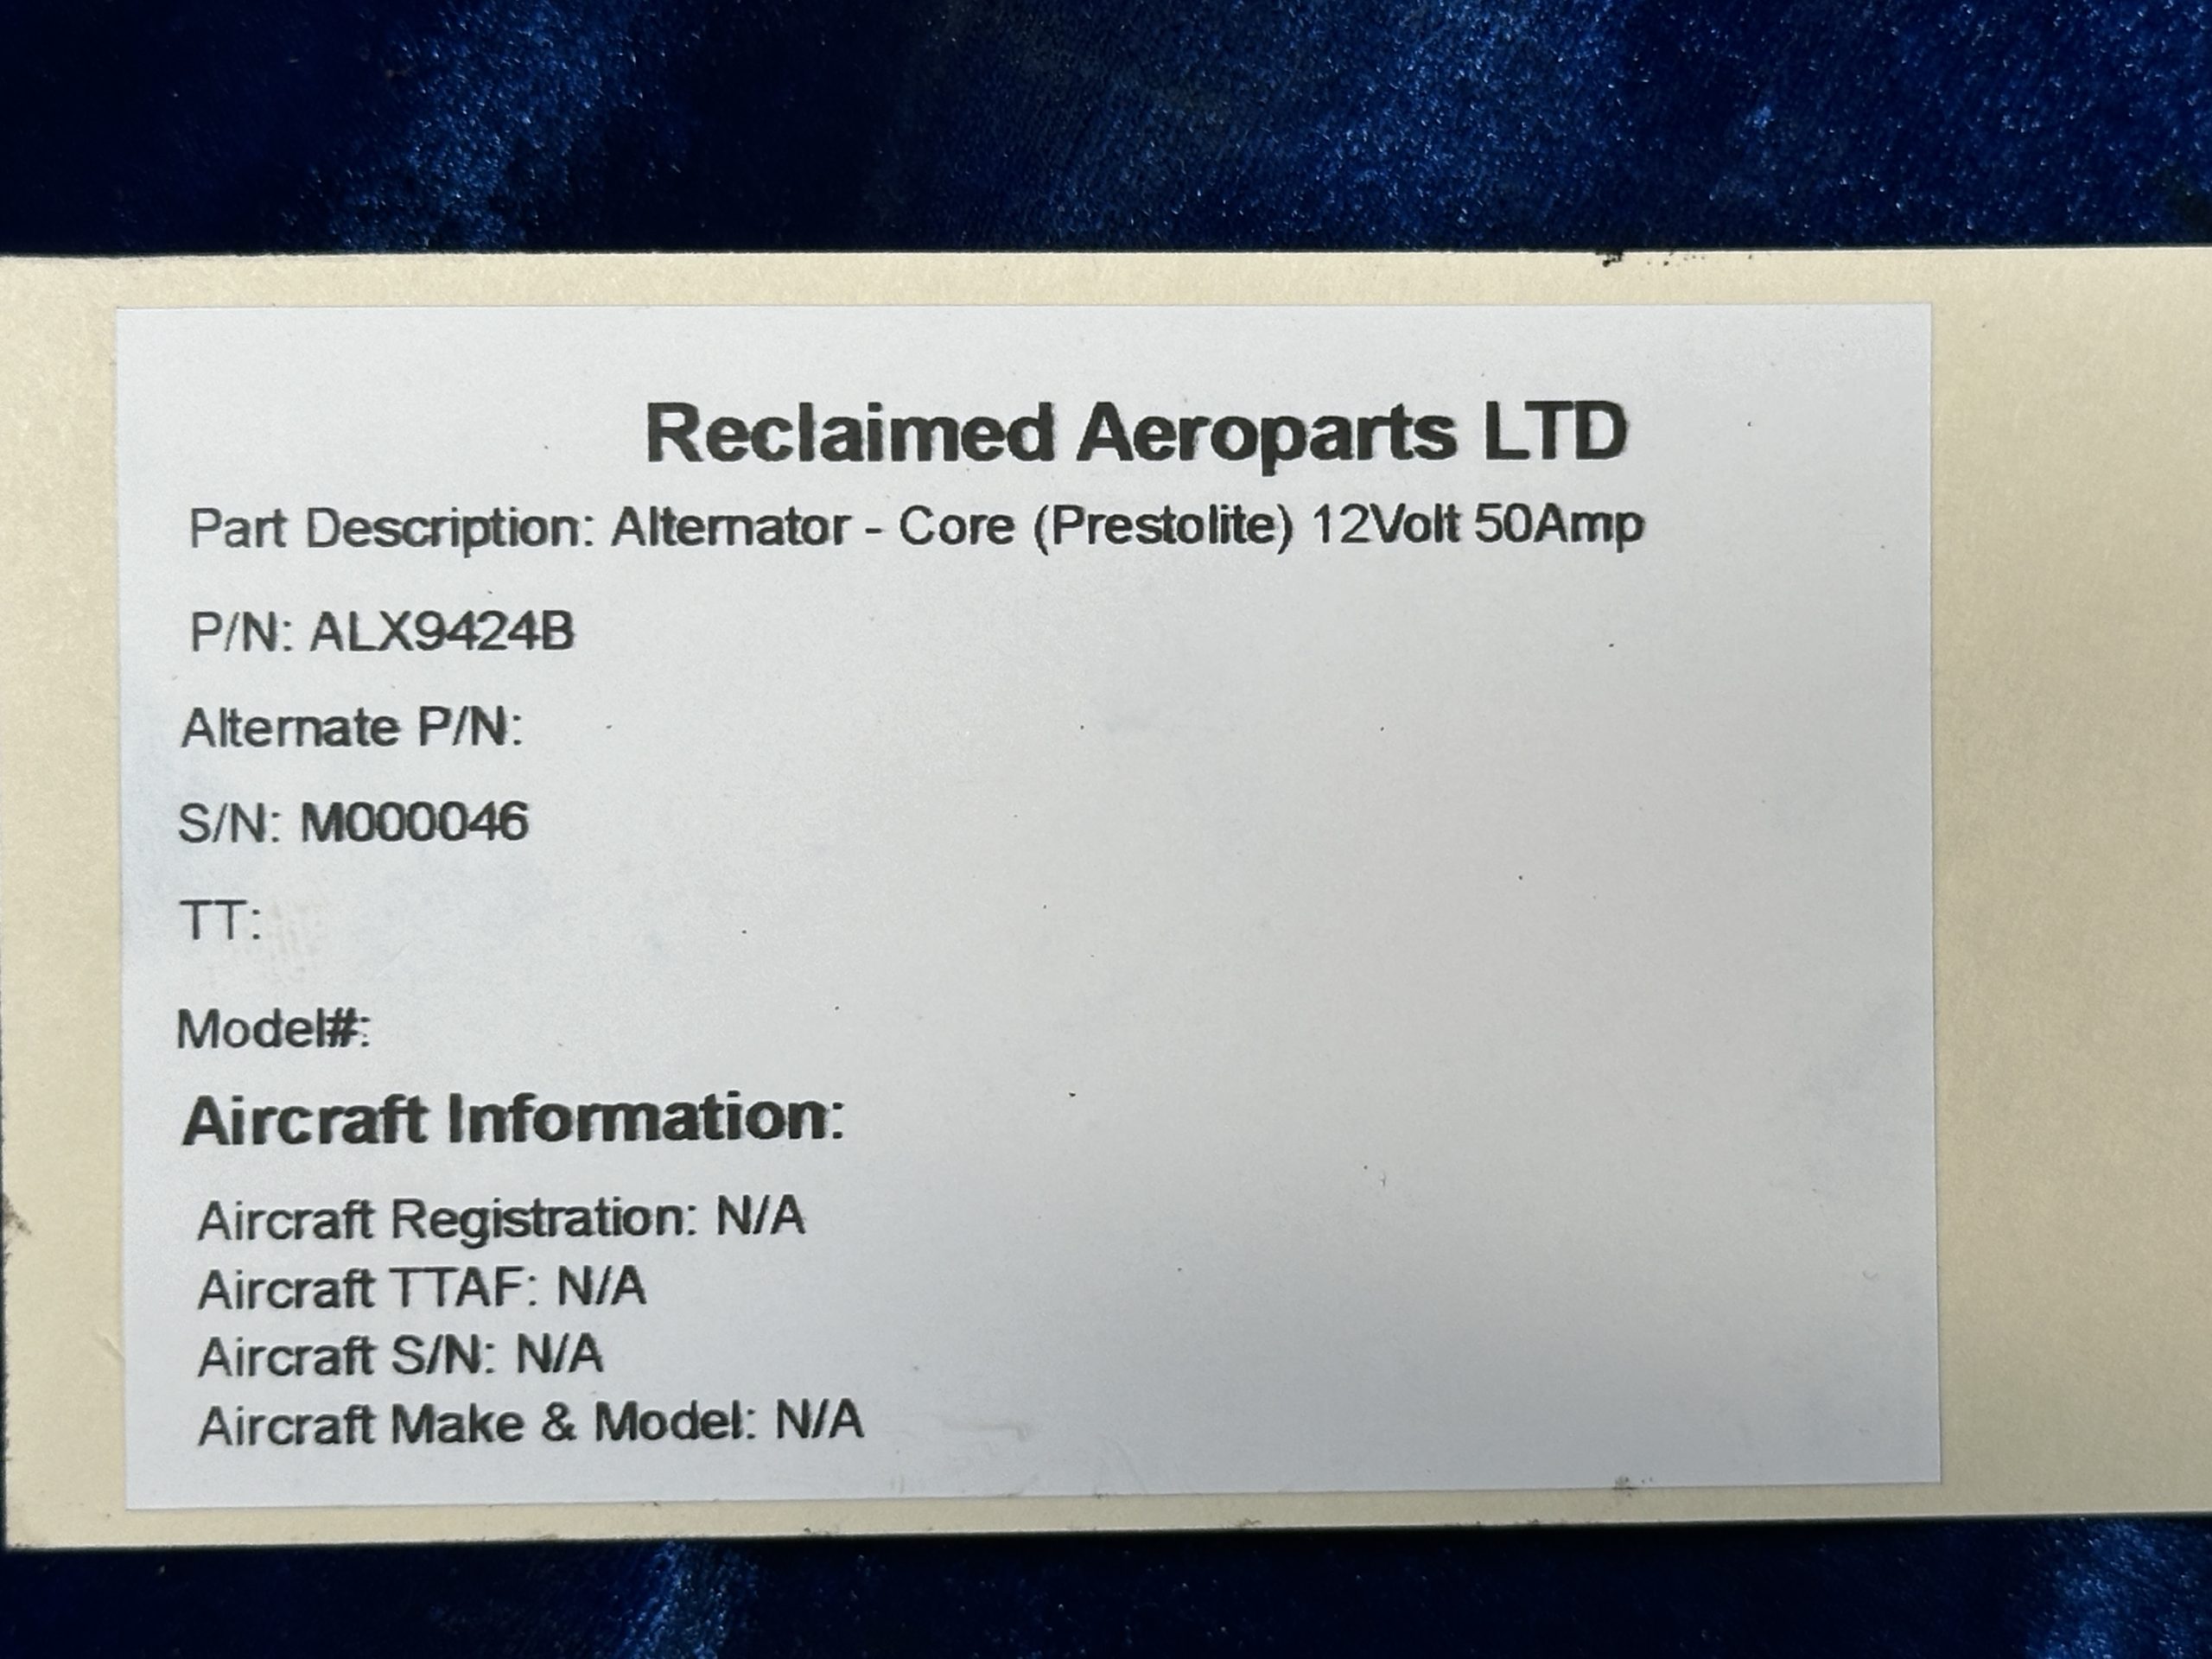 Reclaimed Aeroparts LTD
Part Description: Alternator - Core (Prestolite) 12Volt 50Amp
P/N: ALX9424B
Alternate P/N:
S/N: M000046
TT:
Model#:
Aircraft Information:
Aircraft Registration: N/A
Aircraft TTAF: N/A
Aircraft S/N: N/A
Aircraft Make & Model: N/A